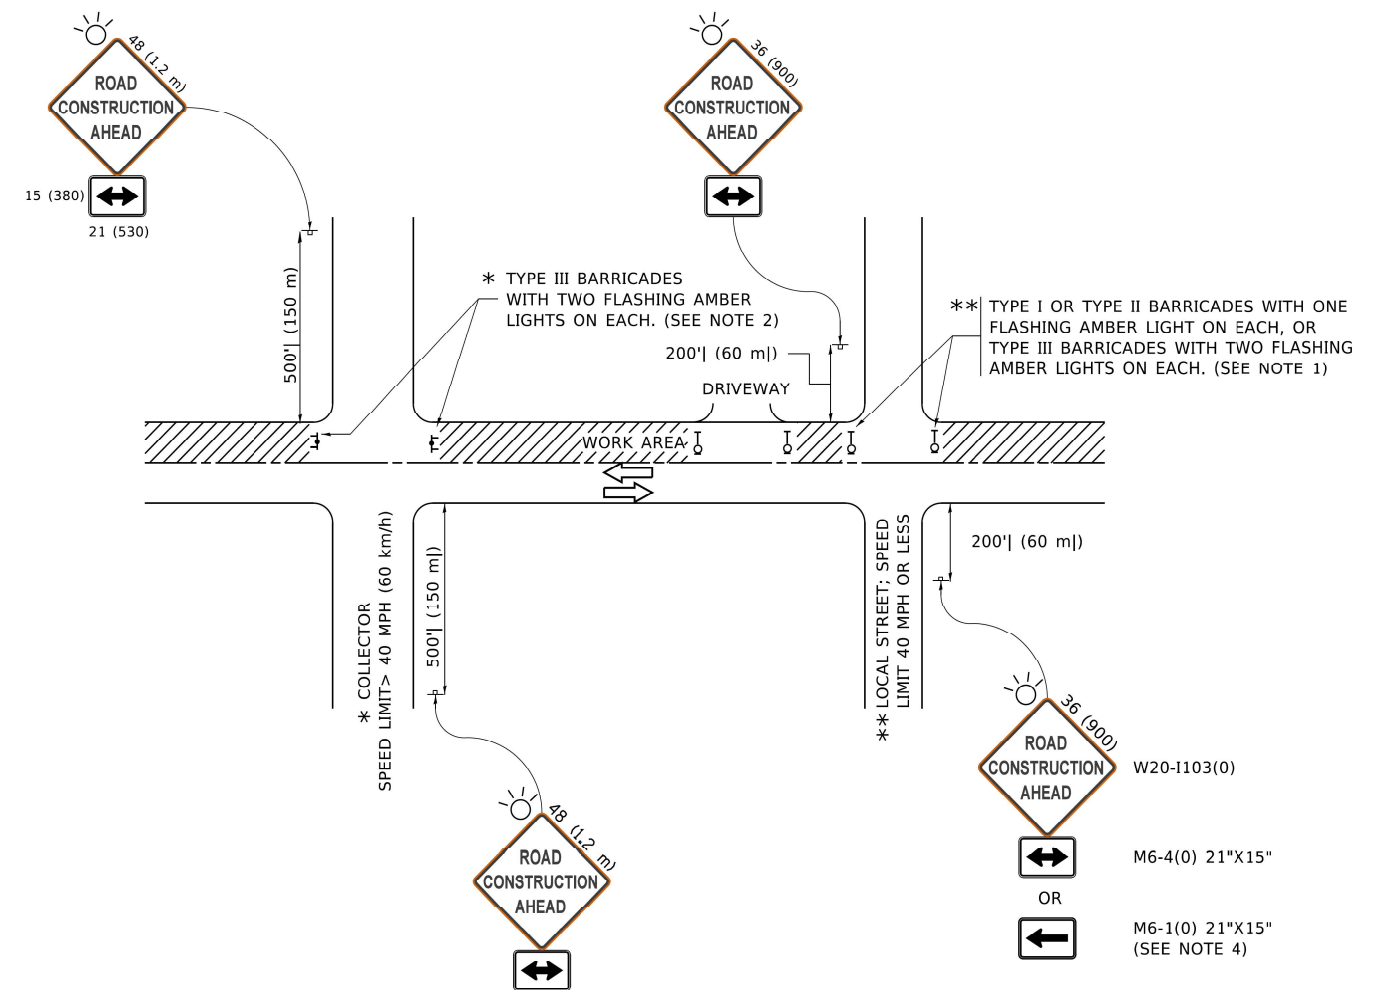 48 (1.2 m)
ROAD
CONSTRUCTION
AHEAD
15 (380)
21 (530)
36 (900)
ROAD
CONSTRUCTION
AHEAD
500'| (150 m)
* TYPE III BARRICADES
WITH TWO FLASHING AMBER
LIGHTS ON EACH. (SEE NOTE 2)
200'| (60 m|)
DRIVEWAY
** TYPE I OR TYPE II BARRICADES WITH ONE
FLASHING AMBER LIGHT ON EACH, OR
TYPE III BARRICADES WITH TWO FLASHING
AMBER LIGHTS ON EACH. (SEE NOTE 1)
WORK AREA
* COLLECTOR
SPEED LIMIT> 40 MPH (60 km/h)
500'| (150 m|)
**LOCAL STREET; SPEED
LIMIT 40 MPH OR LESS
200'| (60 m|)
48 (1.2 m)
ROAD
CONSTRUCTION
AHEAD
36 (900)
ROAD
CONSTRUCTION
AHEAD
W20-I103(0)
M6-4(0) 21"X15"
OR
M6-1(0) 21"X15"
(SEE NOTE 4)